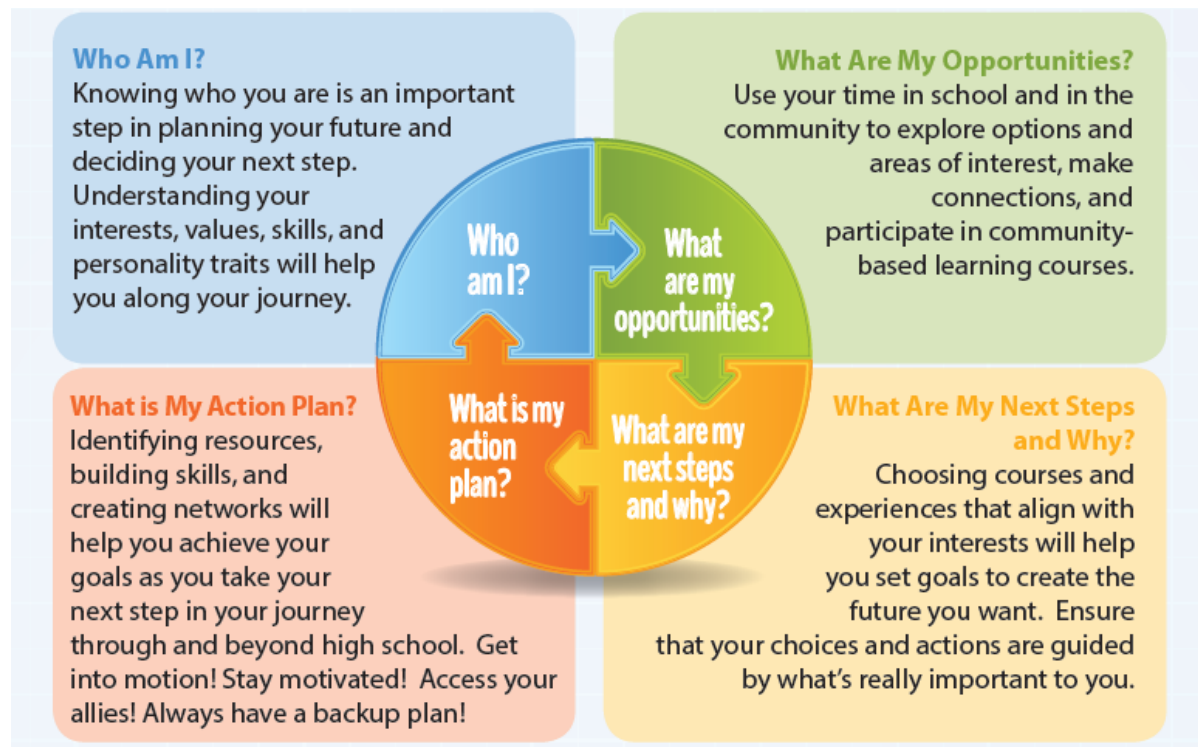 Who Am I?
Knowing who you are is an important
step in planning your future and
deciding your next step.
Understanding your
interests, values, skills, and
personality traits will help
you along your journey.
What Are My Opportunities?
Use your time in school and in the
community to explore options and
areas of interest, make
connections, and
participate in community-
based learning courses.
Who
am I?
What
are my
opportunities?
What is my
action
plan?
What are my
next steps
and why?
What is My Action Plan?
Identifying resources,
building skills, and
creating networks will
help you achieve your
goals as you take your
next step in your journey
through and beyond high school.  Get
into motion! Stay motivated!  Access your
allies! Always have a backup plan!
What Are My Next Steps
and Why?
Choosing courses and
experiences that align with
your interests will help
you set goals to create the
future you want.  Ensure
that your choices and actions are guided
by what's really important to you.